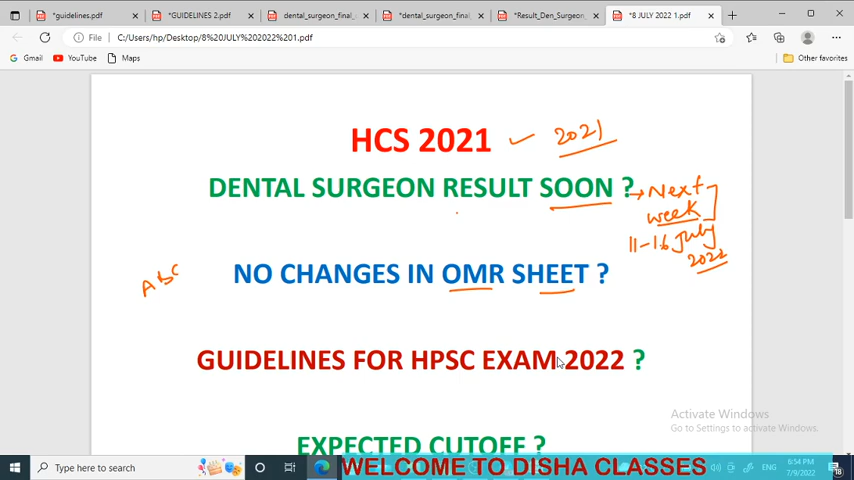 *guidelines.pdf
*GUIDELINES 2.pdf
dental_surgeon_final_
*dental_surgeon_final_
*Result_Den_Surgeon_
*8 JULY 2022 1.pdf
File
C:/Users/hp/Desktop/8%20JULY%202022%201.pdf
Gmail
YouTube
Maps
Other favorites
HCS 2021
2021
DENTAL SURGEON RESULT SOON ?
Next
week
11-16 July
2022
NO CHANGES IN OMR SHEET ?
ABC
GUIDELINES FOR HPSC EXAM 2022 ?
Activate Windows
Go to Settings to activate Windows.
EXPECTED CUTOFF ?
Type here to search
WELCOME TO DISHA CLASSES
ENG
6:54 PM
7/9/2022
18